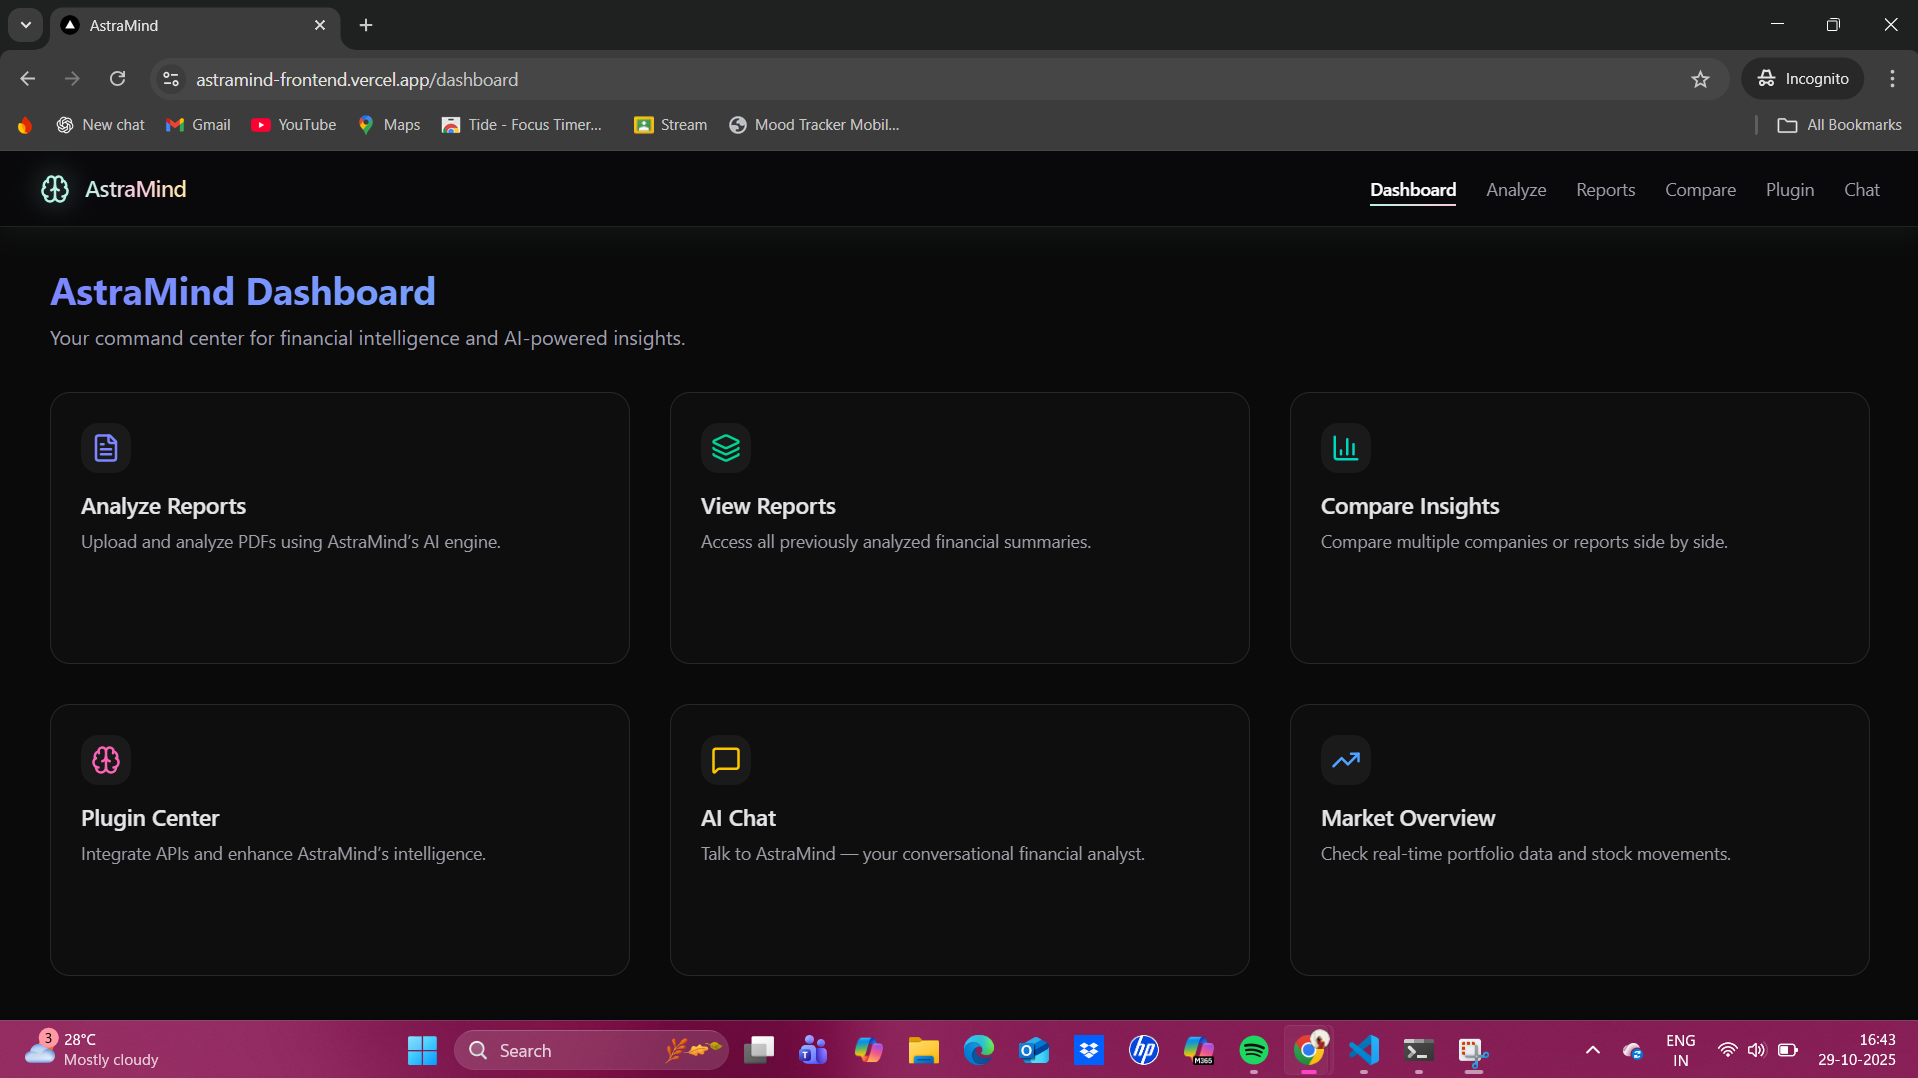 AstraMind
astramind-frontend.vercel.app/dashboard
Incognito
New chat
Gmail
YouTube
Maps
Tide - Focus Timer...
Stream
Mood Tracker Mobil...
All Bookmarks
AstraMind
Dashboard
Analyze
Reports
Compare
Plugin
Chat
AstraMind Dashboard
Your command center for financial intelligence and AI-powered insights.
Analyze Reports
Upload and analyze PDFs using AstraMind’s AI engine.
View Reports
Access all previously analyzed financial summaries.
Compare Insights
Compare multiple companies or reports side by side.
Plugin Center
Integrate APIs and enhance AstraMind’s intelligence.
AI Chat
Talk to AstraMind — your conversational financial analyst.
Market Overview
Check real-time portfolio data and stock movements.
3
28°C
Mostly cloudy
Search
M365
ENG
IN
16:43
29-10-2025